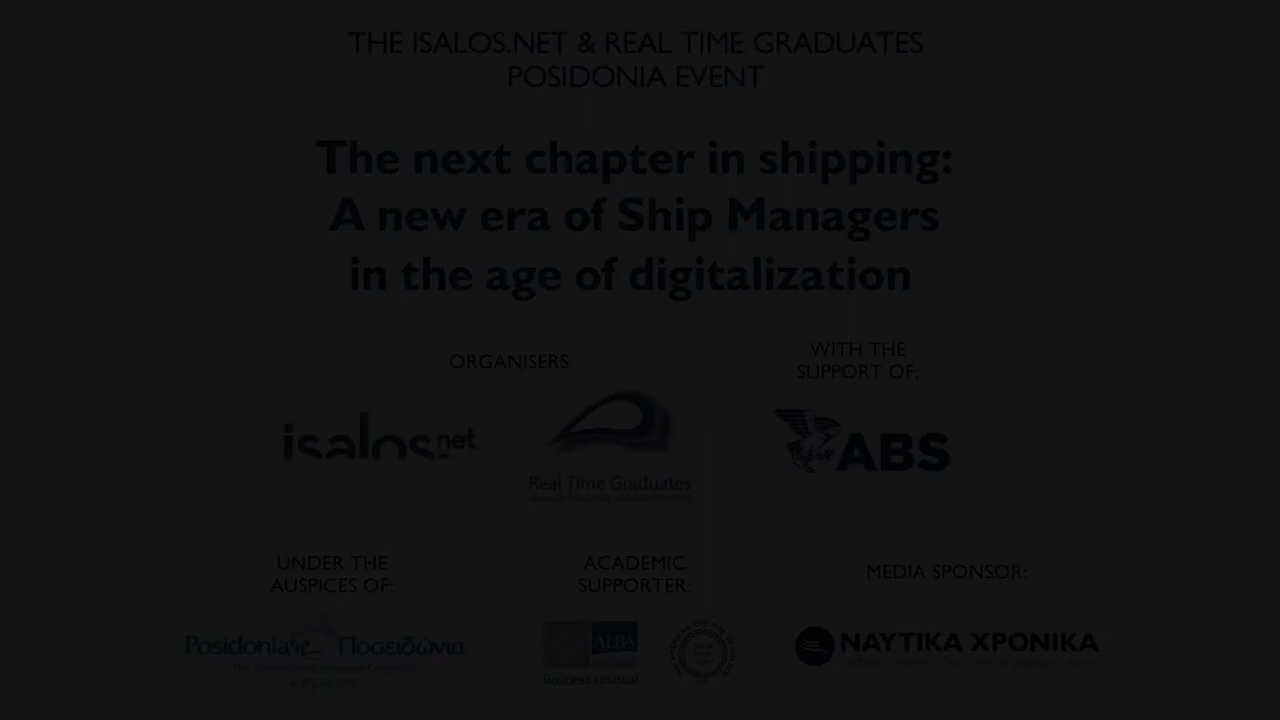 THE ISALOS.NET & REAL TIME GRADUATES
POSIDONIA EVENT
The next chapter in shipping:
A new era of Ship Managers
in the age of digitalization
ORGANISERS
WITH THE
SUPPORT OF:
isalos.net
Real Time Graduates
ABS
UNDER THE
AUSPICES OF:
ACADEMIC
SUPPORTER:
MEDIA SPONSOR:
Posidonia Ποσειδώνια
ALBA
Business unusual
ΝΑΥΤΙΚΑ ΧΡΟΝΙΚΑ